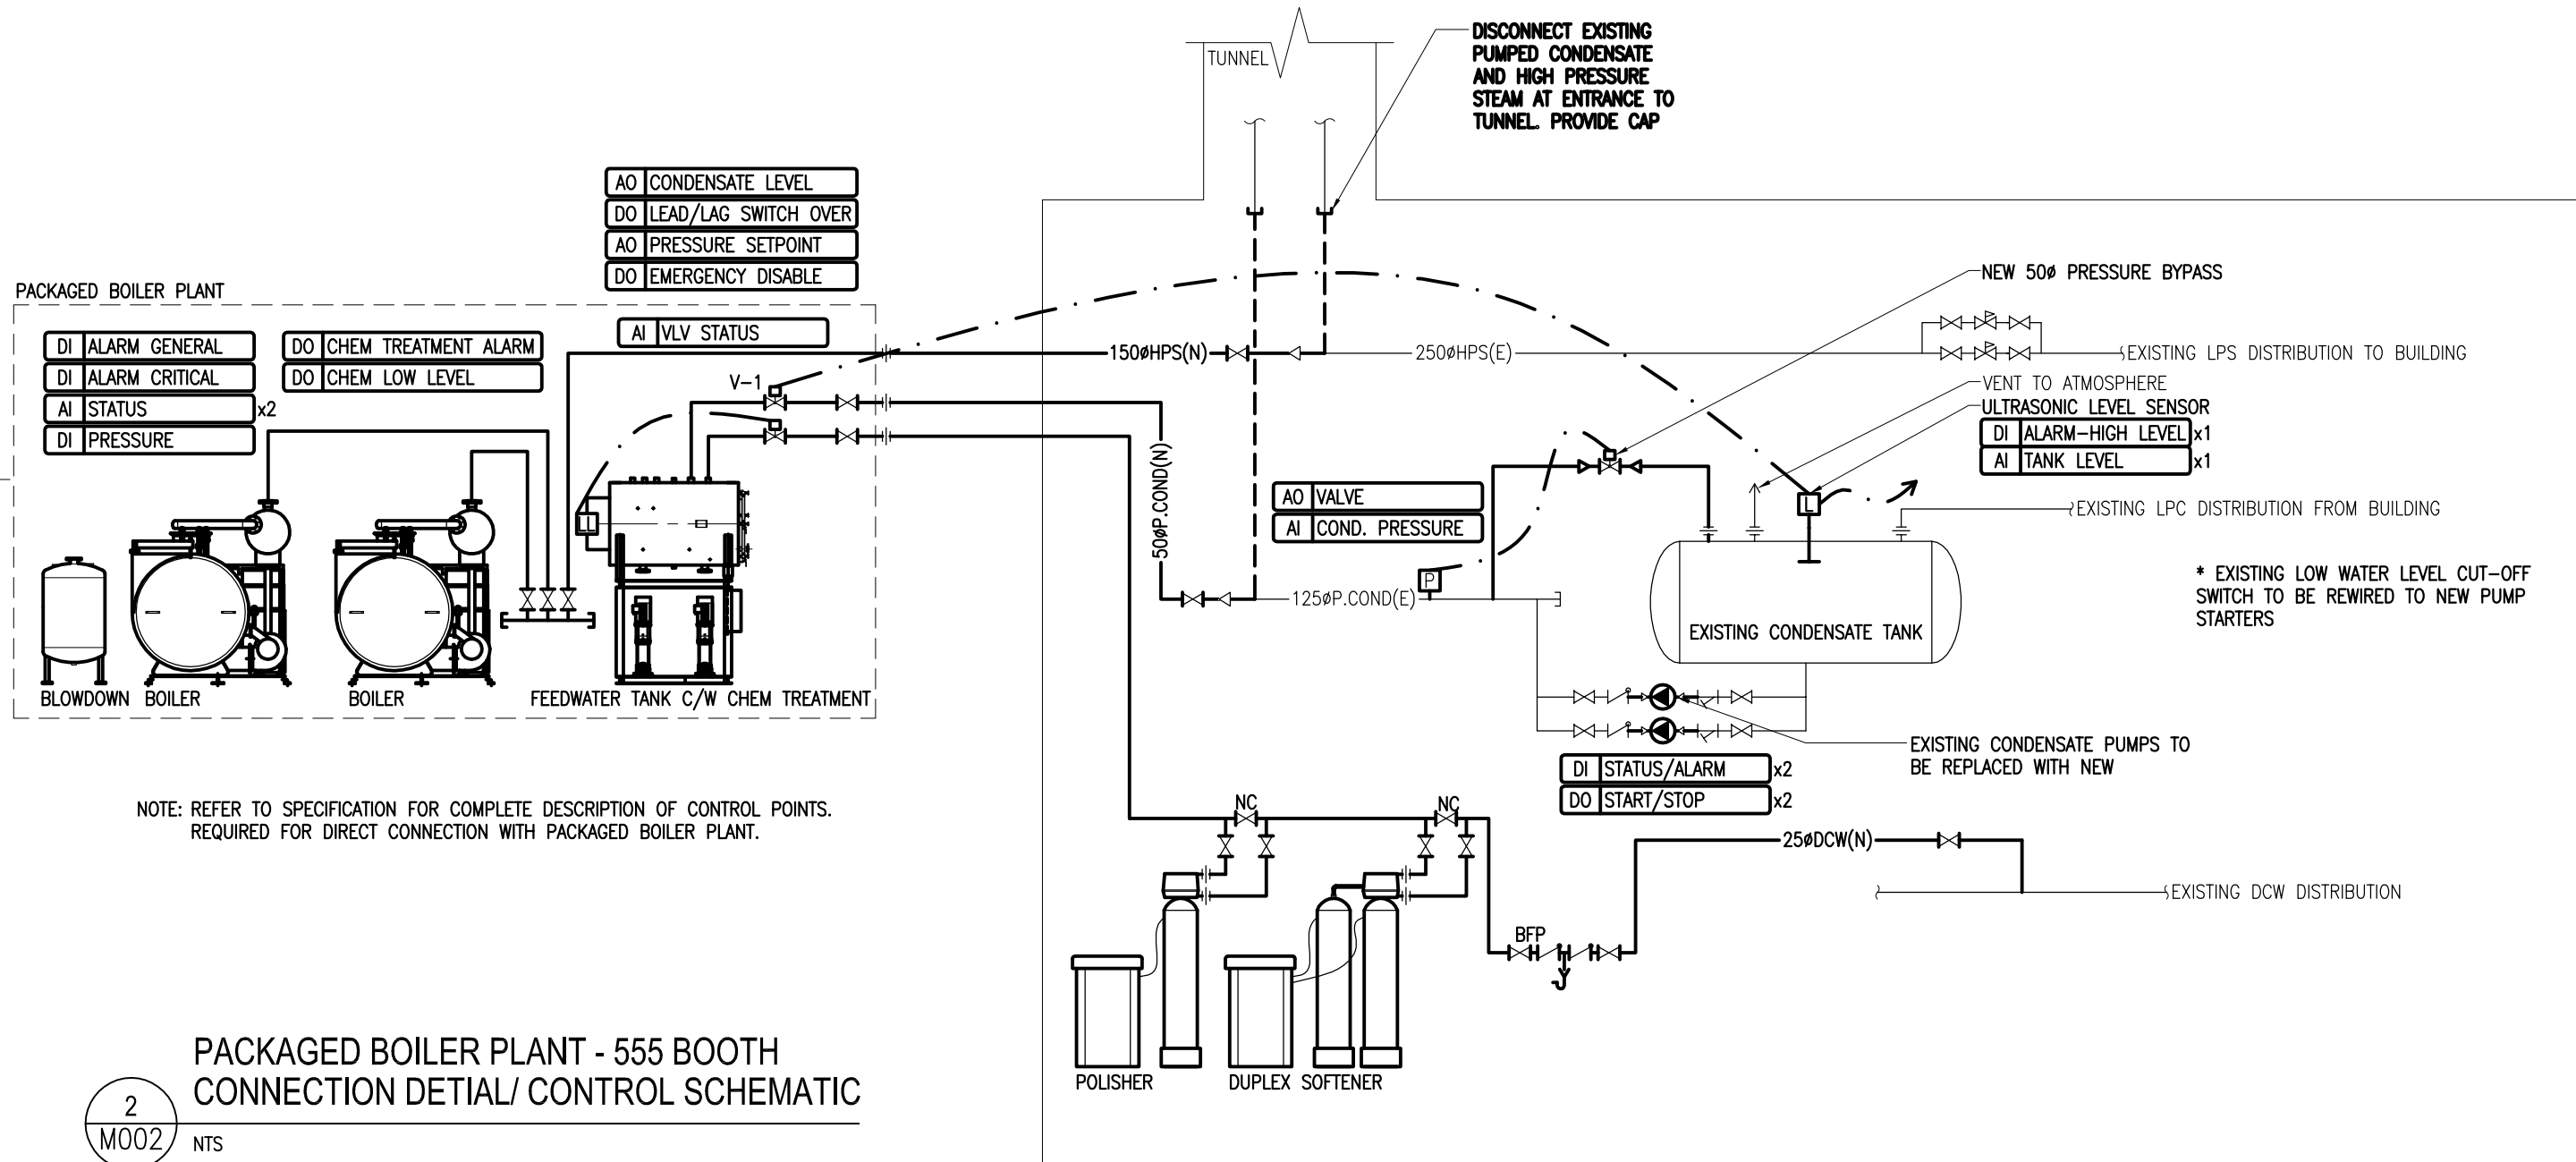 TUNNEL
DISCONNECT EXISTING
PUMPED CONDENSATE
AND HIGH PRESSURE
STEAM AT ENTRANCE TO
TUNNEL. PROVIDE CAP
AO CONDENSATE LEVEL
DO LEAD/LAG SWITCH OVER
AO PRESSURE SETPOINT
DO EMERGENCY DISABLE
PACKAGED BOILER PLANT
DI ALARM GENERAL
DI ALARM CRITICAL
AI STATUS x2
DI PRESSURE
DO CHEM TREATMENT ALARM
DO CHEM LOW LEVEL
AI VLV STATUS
V-1
150øHPS(N)
250øHPS(E)
NEW 50ø PRESSURE BYPASS
EXISTING LPS DISTRIBUTION TO BUILDING
VENT TO ATMOSPHERE
ULTRASONIC LEVEL SENSOR
DI ALARM-HIGH LEVEL x1
AI TANK LEVEL x1
L
EXISTING LPC DISTRIBUTION FROM BUILDING
50øP.COND(N)
AO VALVE
AI COND. PRESSURE
P
125øP.COND(E)
LL
* EXISTING LOW WATER LEVEL CUT-OFF
SWITCH TO BE REWIRED TO NEW PUMP
STARTERS
EXISTING CONDENSATE TANK
BLOWDOWN
BOILER
BOILER
FEEDWATER TANK C/W CHEM TREATMENT
EXISTING CONDENSATE PUMPS TO
BE REPLACED WITH NEW
DI STATUS/ALARM x2
DO START/STOP x2
NOTE: REFER TO SPECIFICATION FOR COMPLETE DESCRIPTION OF CONTROL POINTS.
REQUIRED FOR DIRECT CONNECTION WITH PACKAGED BOILER PLANT.
NC
NC
25øDCW(N)
EXISTING DCW DISTRIBUTION
BFP
POLISHER
DUPLEX SOFTENER
PACKAGED BOILER PLANT - 555 BOOTH
CONNECTION DETIAL/ CONTROL SCHEMATIC
2
M002
NTS